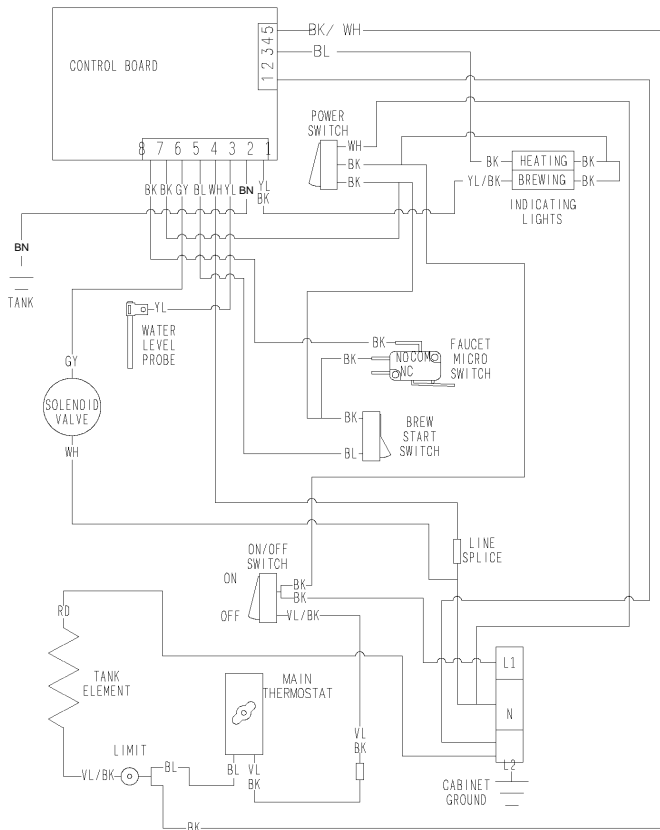 BK/ WH
1 2 3 4 5
BL
CONTROL BOARD
POWER
SWITCH
8 7 6 5 4 3 2 1
WH
BK
BK
BK HEATING BK
YL/BK BREWING BK
INDICATING
LIGHTS
BK BK GY BL WH YL BN YL
BK
BN
TANK
YL
WATER
LEVEL
PROBE
BK
NO COM
NC
FAUCET
MICRO
SWITCH
BK
GY
SOLENOID
VALVE
WH
BK
BL
BREW
START
SWITCH
LINE
SPLICE
ON/OFF
SWITCH
ON
OFF
BK
BK
VL/BK
RD
TANK
ELEMENT
MAIN
THERMOSTAT
L1
N
L2
VL
BK
LIMIT
VL/BK
BL
BL VL
BK
CABINET
GROUND
BK